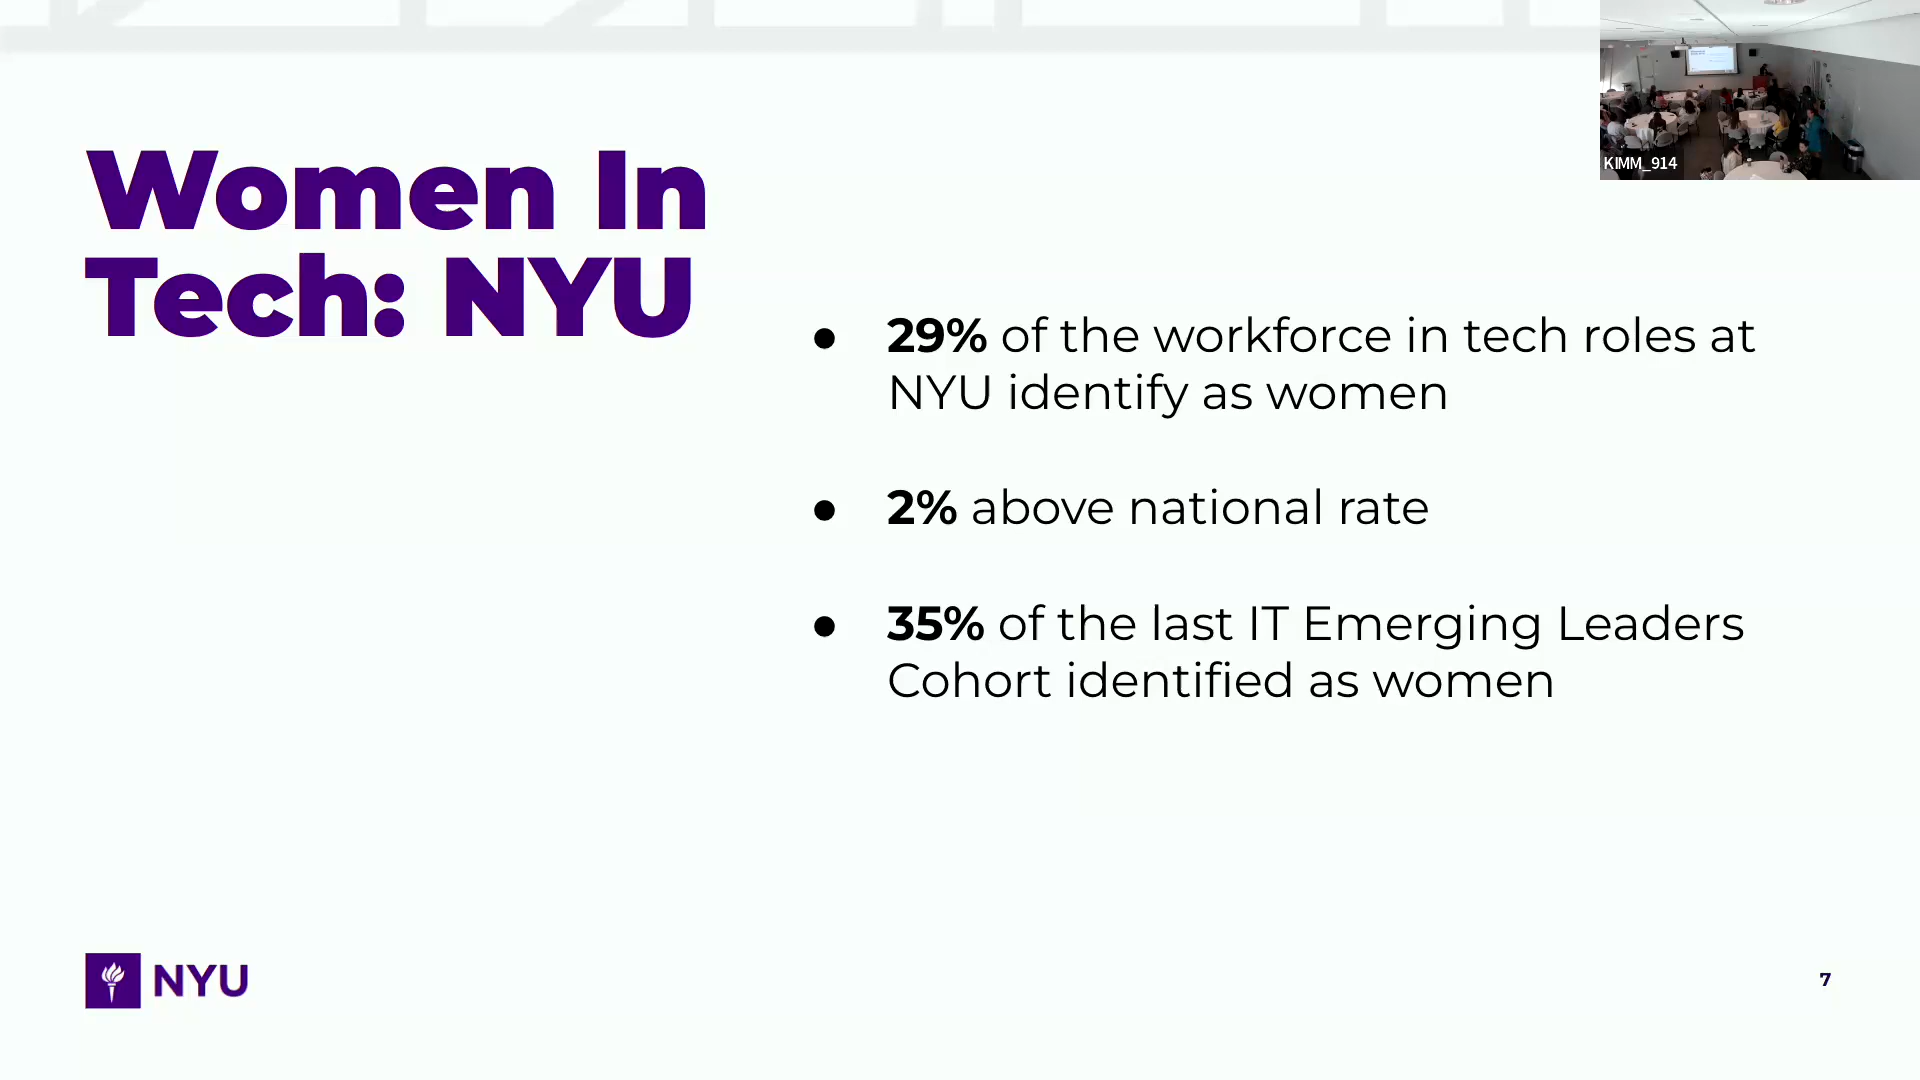 KIMM_914
Women In
Tech: NYU
● 29% of the workforce in tech roles at
NYU identify as women
● 2% above national rate
● 35% of the last IT Emerging Leaders
Cohort identified as women
NYU
7